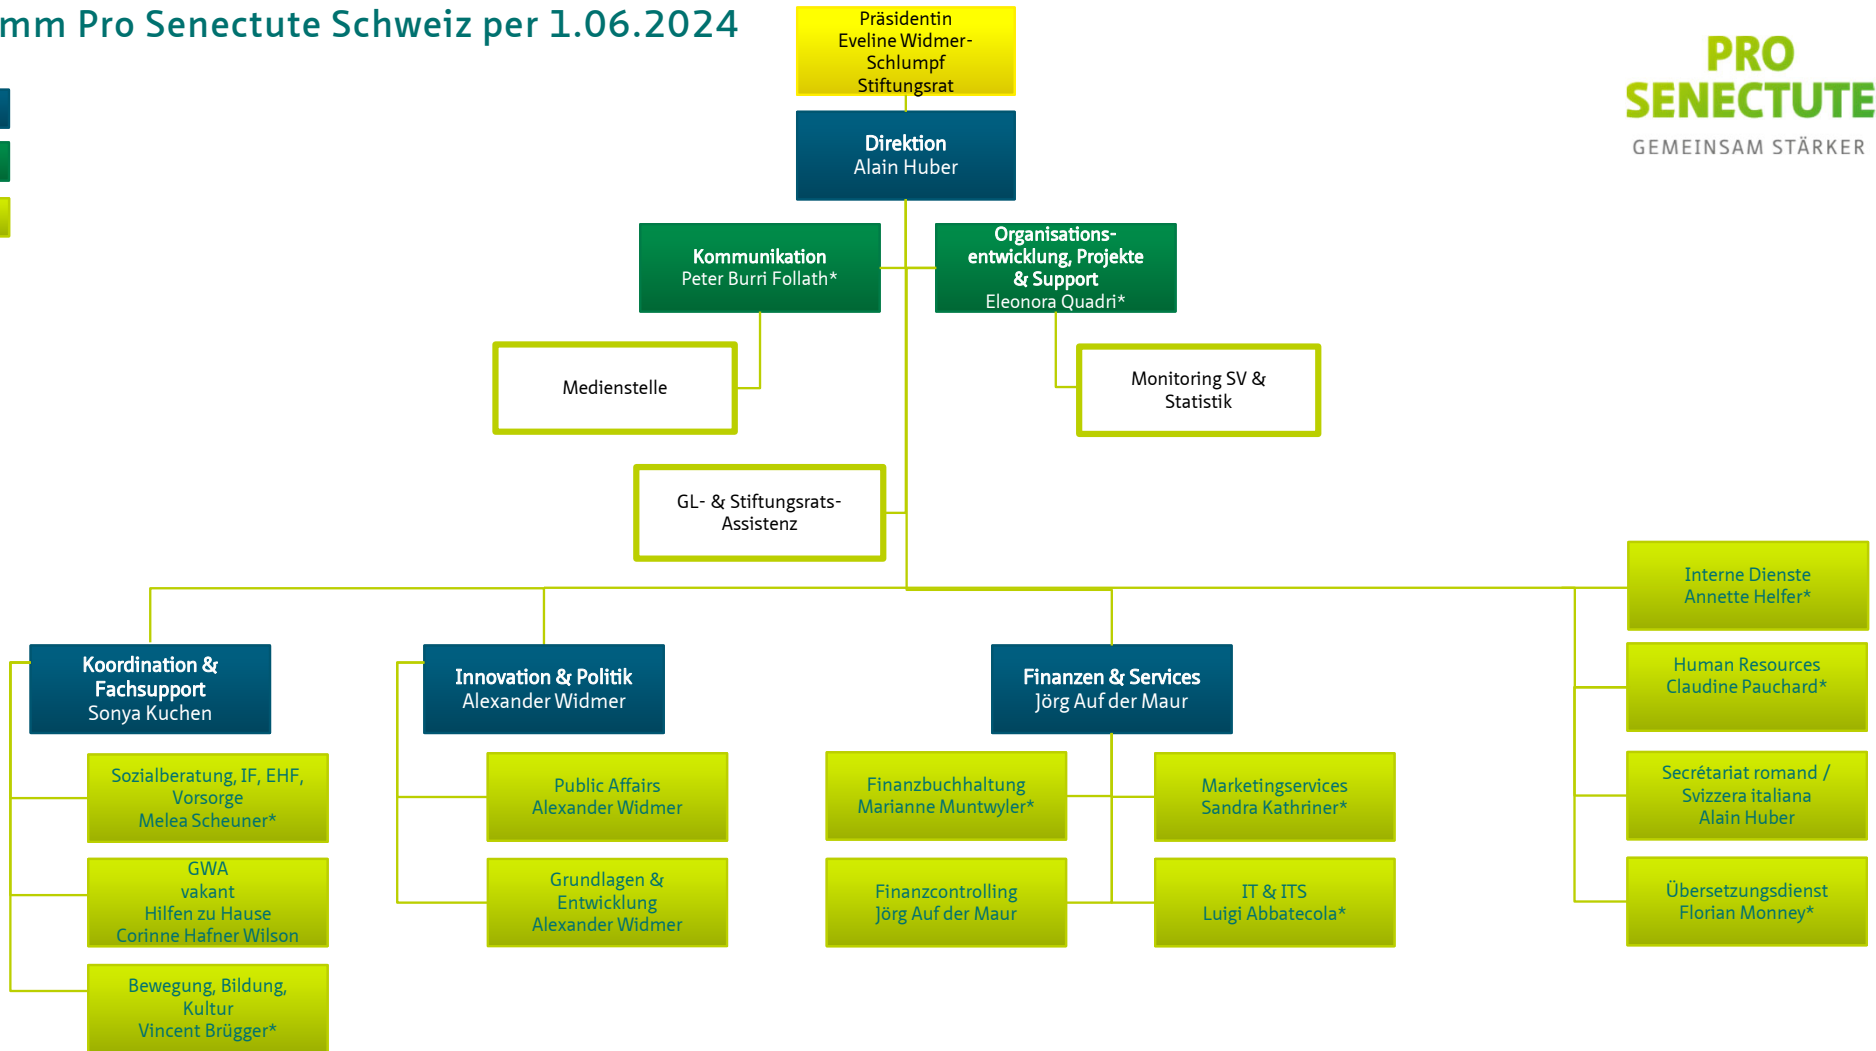 mm Pro Senectute Schweiz per 1.06.2024
PRO
SENECTUTE
GEMEINSAM STÄRKER
Präsidentin
Eveline Widmer-
Schlumpf
Stiftungsrat
Direktion
Alain Huber
Kommunikation
Peter Burri Follath*
Organisations-
entwicklung, Projekte
& Support
Eleonora Quadri*
Medienstelle
Monitoring SV &
Statistik
GL- & Stiftungsrats-
Assistenz
Koordination &
Fachsupport
Sonya Kuchen
Sozialberatung, IF, EHF,
Vorsorge
Melea Scheuner*
GWA
vakant
Hilfen zu Hause
Corinne Hafner Wilson
Bewegung, Bildung,
Kultur
Vincent Brügger*
Innovation & Politik
Alexander Widmer
Public Affairs
Alexander Widmer
Grundlagen &
Entwicklung
Alexander Widmer
Finanzen & Services
Jörg Auf der Maur
Finanzbuchhaltung
Marianne Muntwyler*
Marketingservices
Sandra Kathriner*
Finanzcontrolling
Jörg Auf der Maur
IT & ITS
Luigi Abbatecola*
Interne Dienste
Annette Helfer*
Human Resources
Claudine Pauchard*
Secrétariat romand /
Svizzera italiana
Alain Huber
Übersetzungsdienst
Florian Monney*